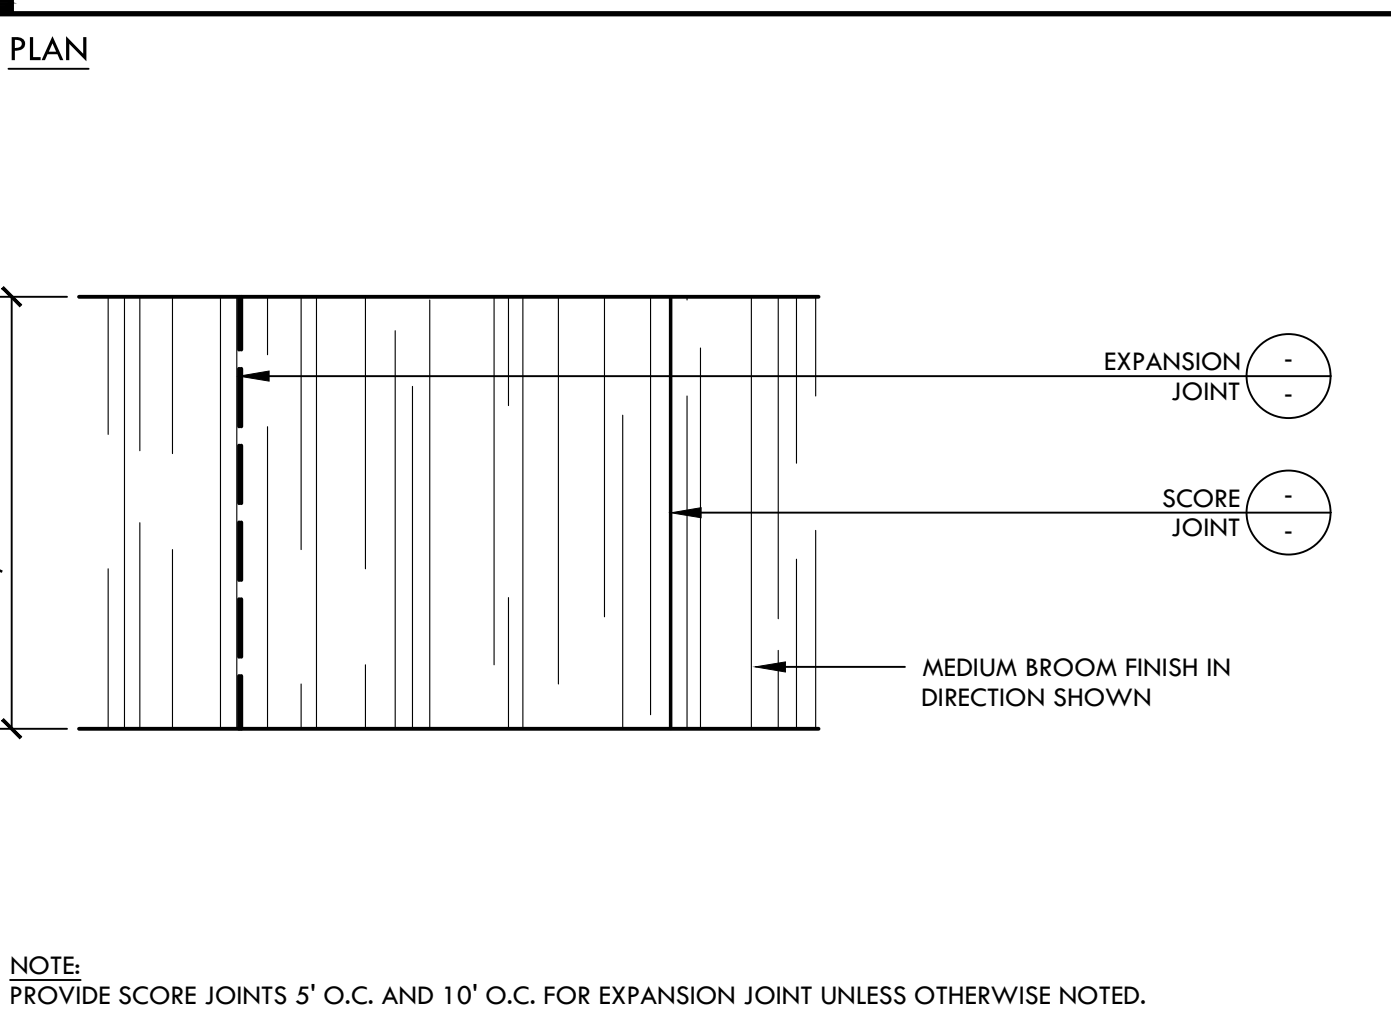 PLAN
EXPANSION
JOINT
-
-
SCORE
JOINT
-
-
MEDIUM BROOM FINISH IN
DIRECTION SHOWN
NOTE:
PROVIDE SCORE JOINTS 5' O.C. AND 10' O.C. FOR EXPANSION JOINT UNLESS OTHERWISE NOTED.